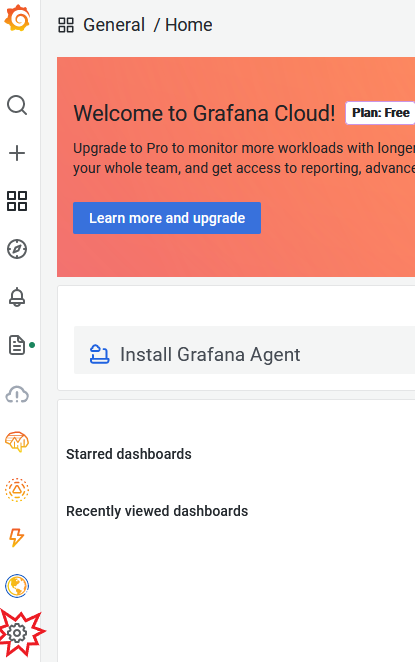 General / Home
Welcome to Grafana Cloud! Plan: Free
Upgrade to Pro to monitor more workloads with longer
your whole team, and get access to reporting, advance
Learn more and upgrade
Install Grafana Agent
Starred dashboards
Recently viewed dashboards